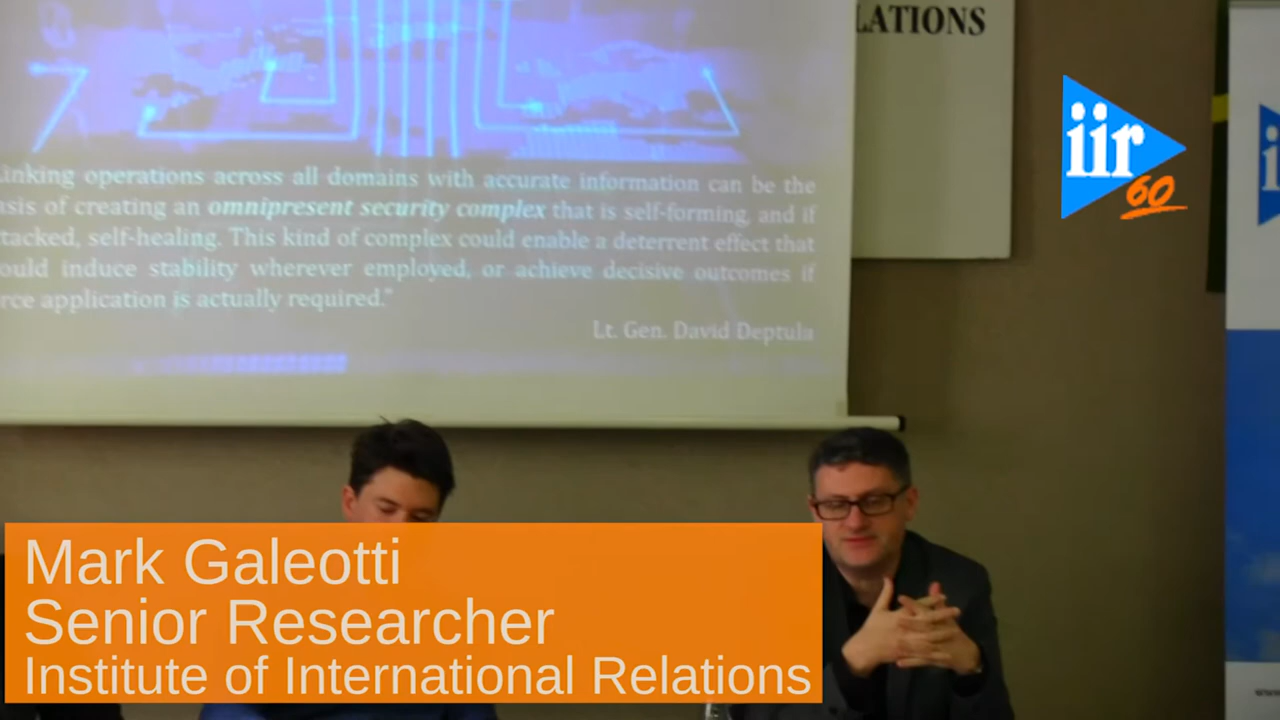 LATIONS
iir
60
inking operations across all domains with accurate information can be the
asis of creating an omnipresent security complex that is self-forming, and if
tacked, self-healing. This kind of complex could enable a deterrent effect that
ould induce stability wherever employed, or achieve decisive outcomes if
rce application is actually required."
Lt. Gen. David Deptula
Mark Galeotti
Senior Researcher
Institute of International Relations